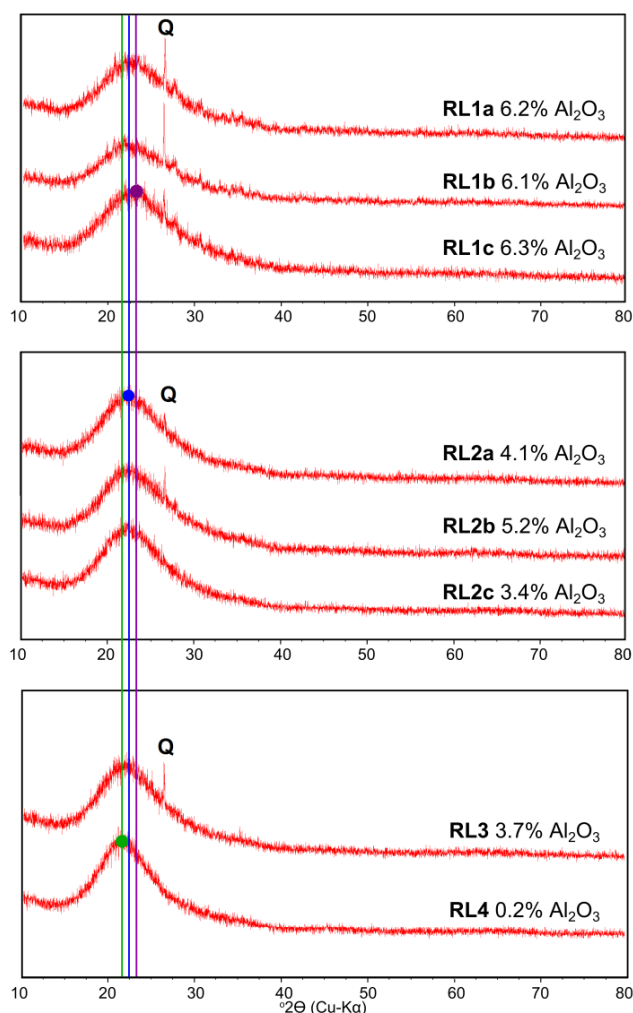 Q
RL1a 6.2% Al₂O₃
RL1b 6.1% Al₂O₃
RL1c 6.3% Al₂O₃
10 20 30 40 50 60 70 80
Q
RL2a 4.1% Al₂O₃
RL2b 5.2% Al₂O₃
RL2c 3.4% Al₂O₃
10 20 30 40 50 60 70 80
Q
RL3 3.7% Al₂O₃
RL4 0.2% Al₂O₃
10 20 30 40 50 60 70 80
°2Θ (Cu-Kα)